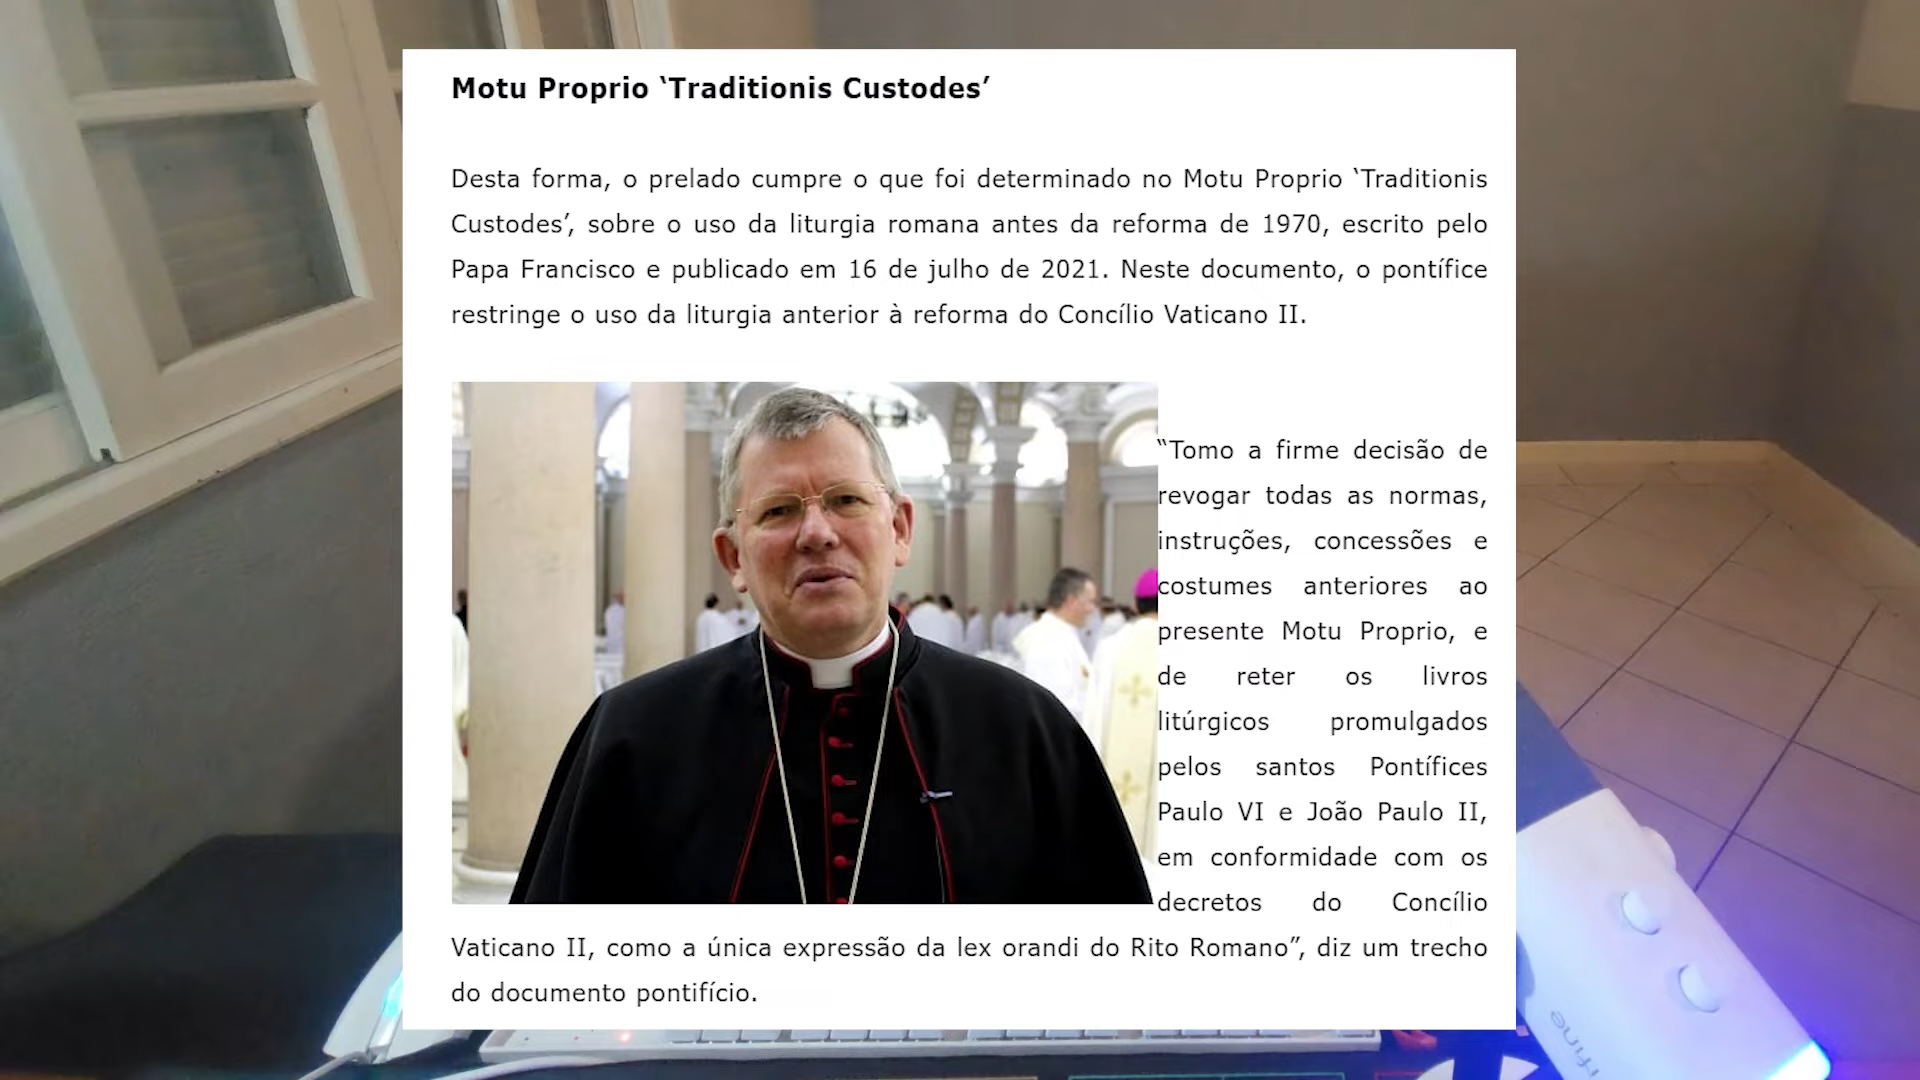 Motu Proprio ‘Traditionis Custodes’
Desta forma, o prelado cumpre o que foi determinado no Motu Proprio ‘Traditionis
Custodes’, sobre o uso da liturgia romana antes da reforma de 1970, escrito pelo
Papa Francisco e publicado em 16 de julho de 2021. Neste documento, o pontífice
restringe o uso da liturgia anterior à reforma do Concílio Vaticano II.
“Tomo a firme decisão de
revogar todas as normas,
instruções, concessões e
costumes anteriores ao
presente Motu Proprio, e
de reter os livros
litúrgicos promulgados
pelos santos Pontífices
Paulo VI e João Paulo II,
em conformidade com os
decretos do Concílio
Vaticano II, como a única expressão da lex orandi do Rito Romano”, diz um trecho
do documento pontifício.